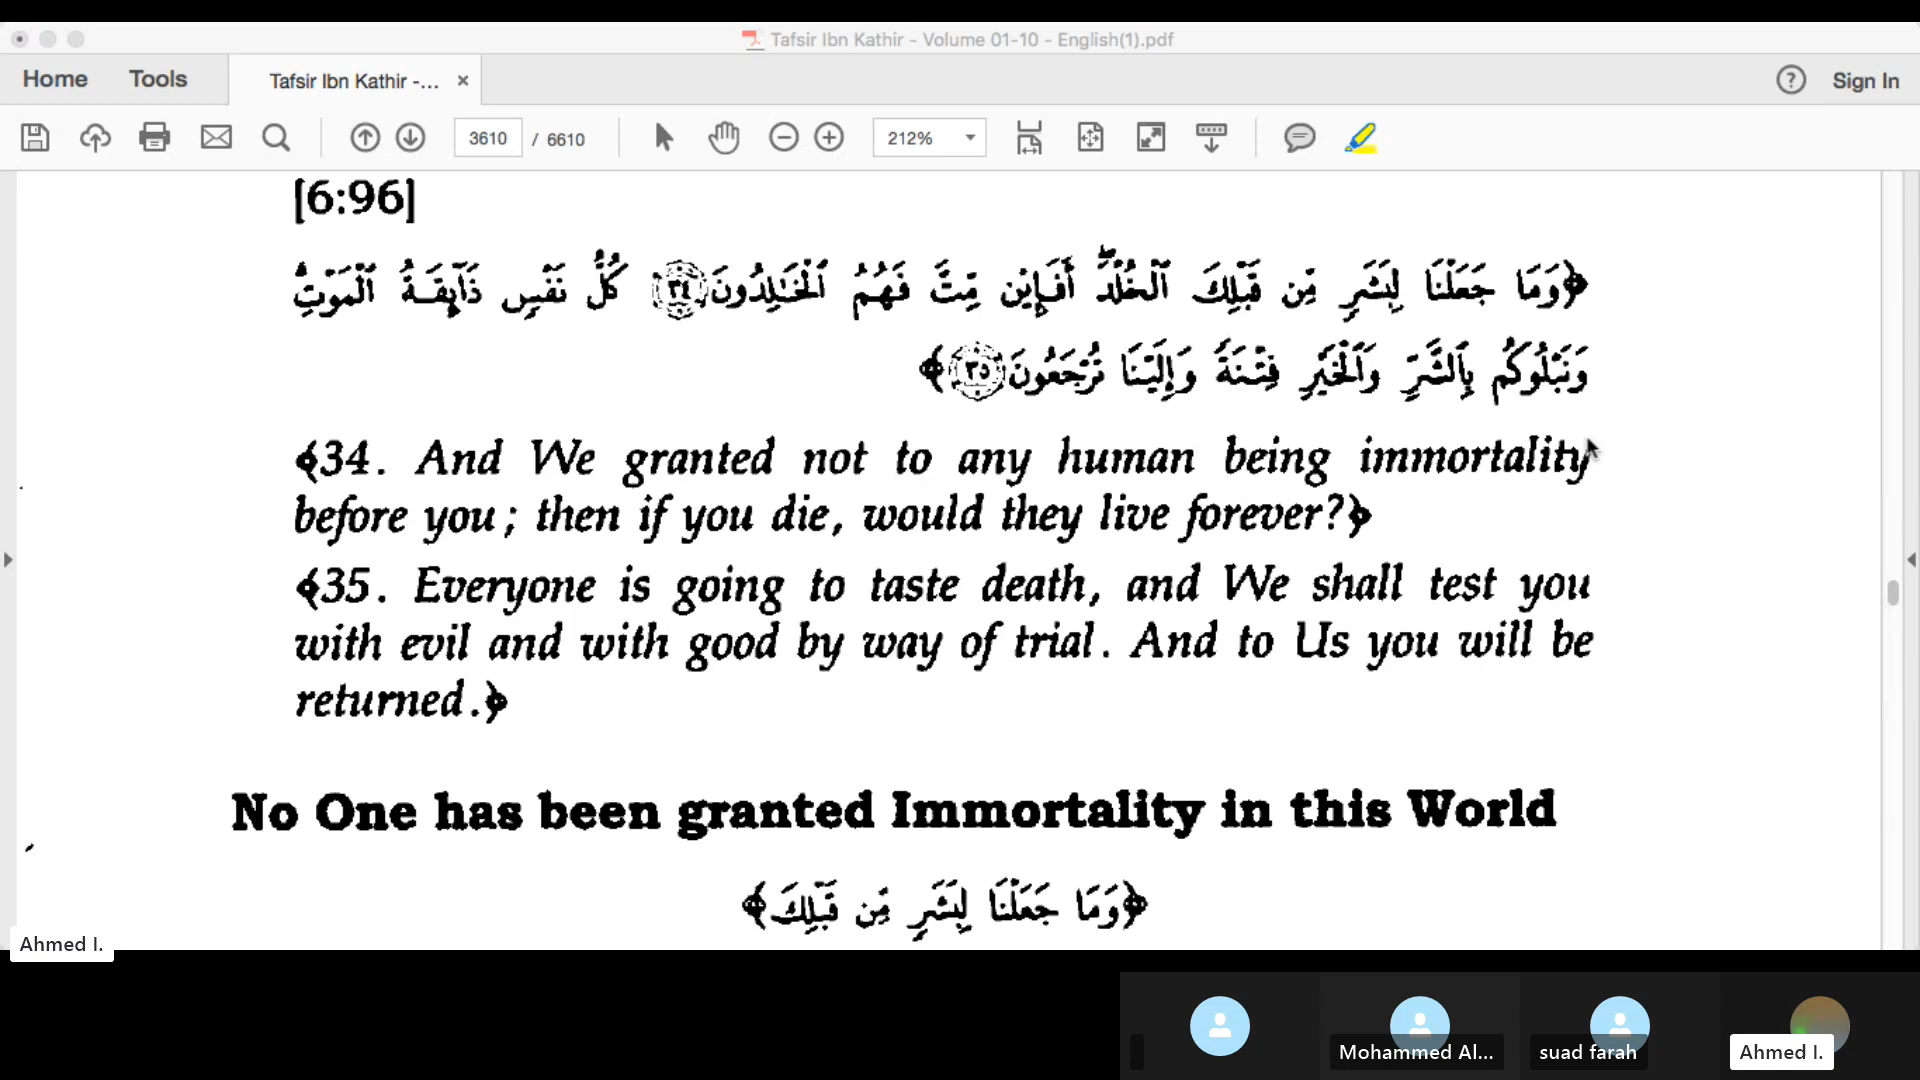 Tafsir Ibn Kathir - Volume 01-10 - English(1).pdf
Home
Tools
Tafsir Ibn Kathir -...
Sign In
3610 / 6610
212%
[6:96]
﴿وَمَا جَعَلْنَا لِبَشَرٍ مِّن قَبْلِكَ ٱلْخُلْدَ ۖ أَفَإِي۟ن مِّتَّ فَهُمُ ٱلْخَـٰلِدُونَ ٣٤ كُلُّ نَفْسٍ ذَآئِقَةُ ٱلْمَوْتِ ۗ
وَنَبْلُوكُم بِٱلشَّرِّ وَٱلْخَيْرِ فِتْنَةً ۖ وَإِلَيْنَا تُرْجَعُونَ ٣٥﴾
﴾34. And We granted not to any human being immortality
before you; then if you die, would they live forever?﴿
﴾35. Everyone is going to taste death, and We shall test you
with evil and with good by way of trial. And to Us you will be
returned.﴿
No One has been granted Immortality in this World
﴿وَمَا جَعَلْنَا لِبَشَرٍ مِّن قَبْلِكَ﴾
Ahmed I.
Mohammed Al...
suad farah
Ahmed I.